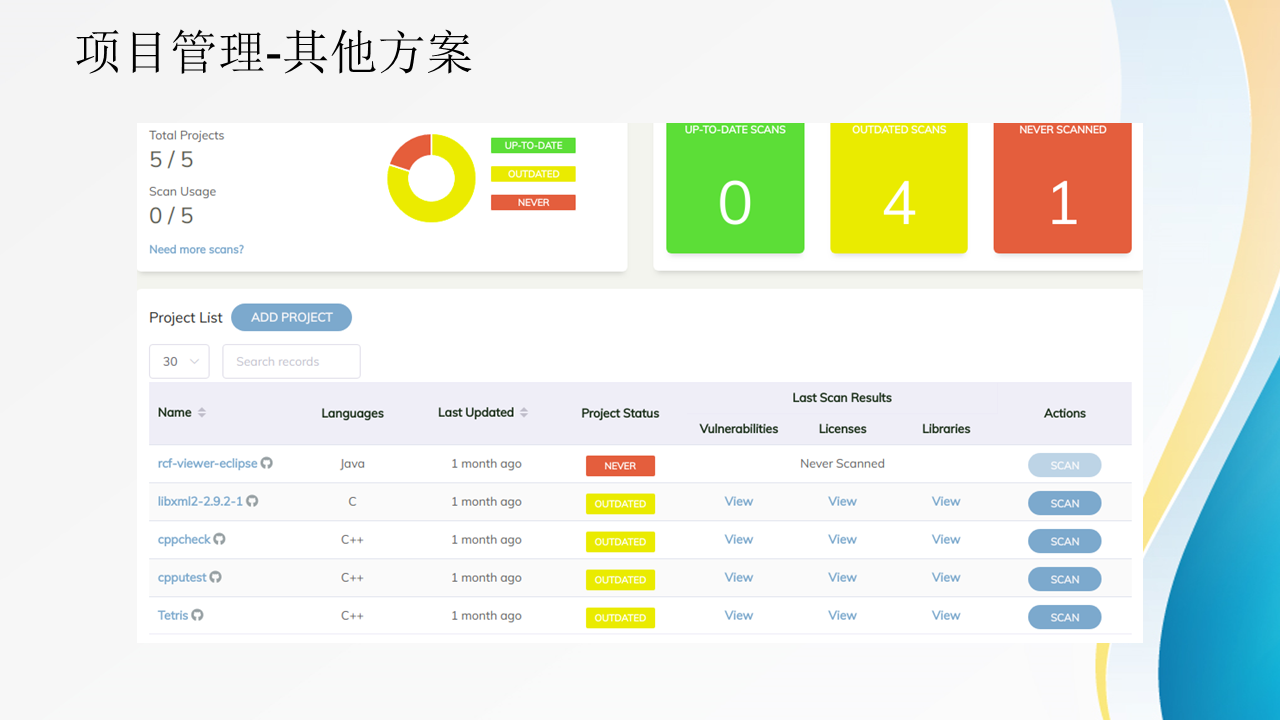 项目管理-其他方案
Total Projects
5 / 5
Scan Usage
0 / 5
Need more scans?
UP-TO-DATE
OUTDATED
NEVER
UP-TO-DATE SCANS
0
OUTDATED SCANS
4
NEVER SCANNED
1
Project List ADD PROJECT
30 Search records
Name Languages Last Updated Project Status Last Scan Results Actions
Vulnerabilities Licenses Libraries
rcf-viewer-eclipse Java 1 month ago NEVER Never Scanned SCAN
libxml2-2.9.2-1 C 1 month ago OUTDATED View View View SCAN
cppcheck C++ 1 month ago OUTDATED View View View SCAN
cpputest C++ 1 month ago OUTDATED View View View SCAN
Tetris C++ 1 month ago OUTDATED View View View SCAN